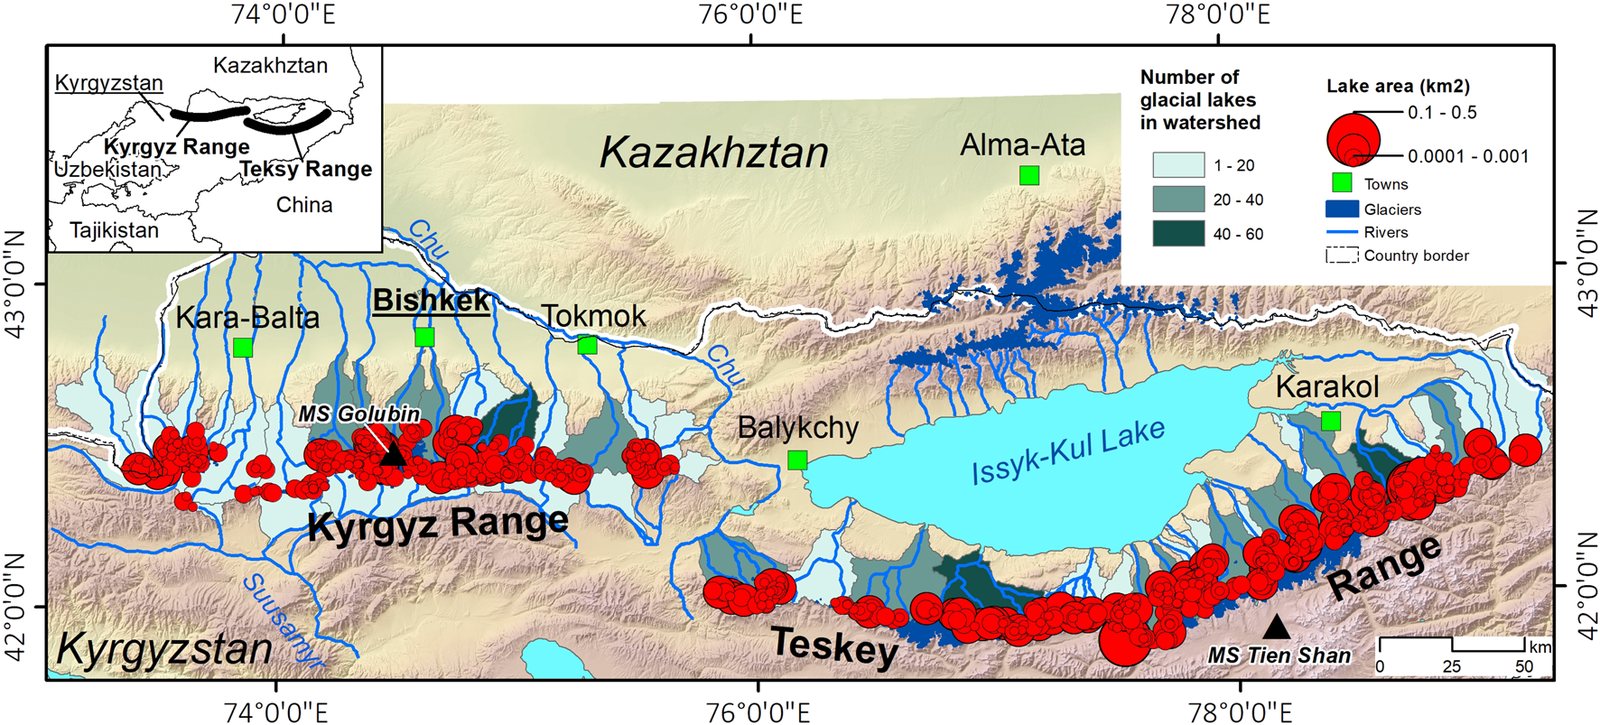 74°0'0"E
76°0'0"E
78°0'0"E
Kazakhztan
Kyrgyzstan
Kyrgyz Range
Uzbekistan
Teksy Range
China
Tajikistan
Kazakhztan
Alma-Ata
Number of
glacial lakes
in watershed
1 - 20
20 - 40
40 - 60
Lake area (km2)
0.1 - 0.5
0.0001 - 0.001
Towns
Glaciers
Rivers
Country border
43°0'0"N
43°0'0"N
Chu
Kara-Balta
Bishkek
Tokmok
Chu
MS Golubin
Balykchy
Issyk-Kul Lake
Karakol
Kyrgyz Range
42°0'0"N
42°0'0"N
Suusamyr
Kyrgyzstan
Teskey
Range
MS Tien Shan
0
25
50
km
74°0'0"E
76°0'0"E
78°0'0"E